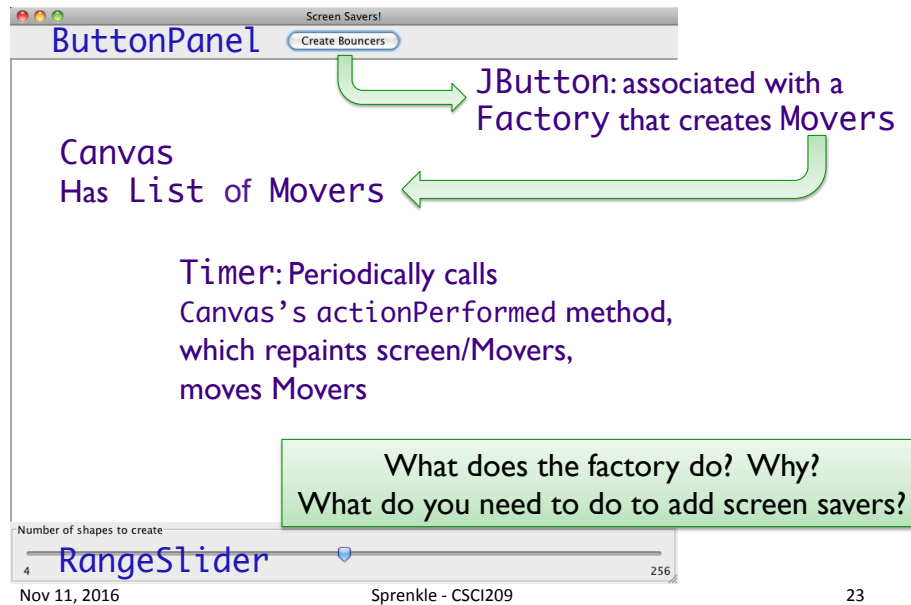 Screen Savers!
ButtonPanel
Create Bouncers
JButton: associated with a
Factory that creates Movers
Canvas
Has List of Movers
Timer: Periodically calls
Canvas’s actionPerformed method,
which repaints screen/Movers,
moves Movers
What does the factory do? Why?
What do you need to do to add screen savers?
Number of shapes to create
RangeSlider
4
256
Nov 11, 2016
Sprenkle - CSCI209
23